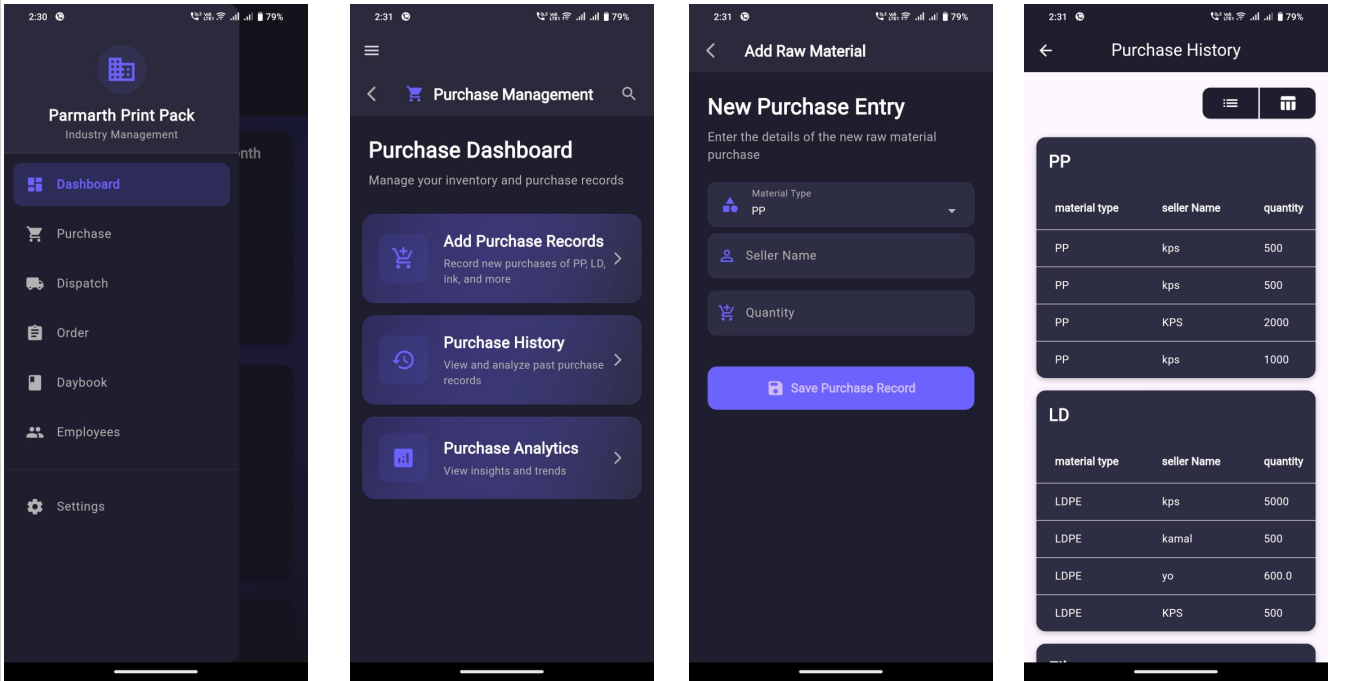 2:30
79%
Parmarth Print Pack
Industry Management
nth
Dashboard
Purchase
Dispatch
Order
Daybook
Employees
Settings
2:31
79%
Purchase Management
Purchase Dashboard
Manage your inventory and purchase records
Add Purchase Records
Record new purchases of PP, LD,
ink, and more
Purchase History
View and analyze past purchase
records
Purchase Analytics
View insights and trends
2:31
79%
Add Raw Material
New Purchase Entry
Enter the details of the new raw material
purchase
Material Type
PP
Seller Name
Quantity
Save Purchase Record
2:31
79%
Purchase History
PP
material type seller Name quantity
PP kps 500
PP kps 500
PP KPS 2000
PP kps 1000
LD
material type seller Name quantity
LDPE kps 5000
LDPE kamal 500
LDPE yo 600.0
LDPE KPS 500